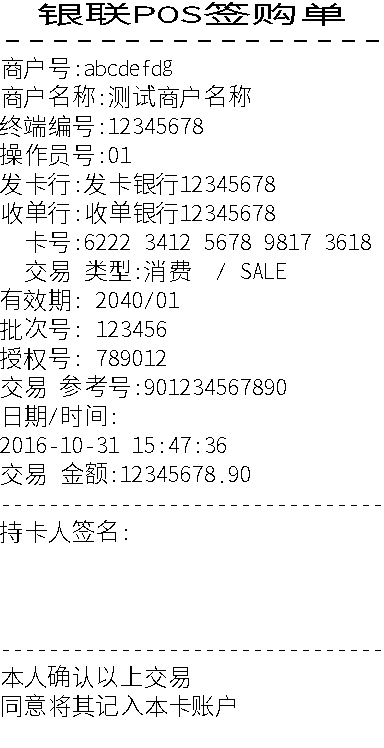 银联POS签购单
--------------------------------
商户号:abcdefdg
商户名称:测试商户名称
终端编号:12345678
操作员号:01
发卡行:发卡银行12345678
收单行:收单银行12345678
卡号:6222 3412 5678 9817 3618
交易 类型:消费 / SALE
有效期: 2040/01
批次号: 123456
授权号: 789012
交易 参考号:901234567890
日期/时间:
2016-10-31 15:47:36
交易 金额:12345678.90
--------------------------------
持卡人签名:
--------------------------------
本人确认以上交易
同意将其记入本卡账户